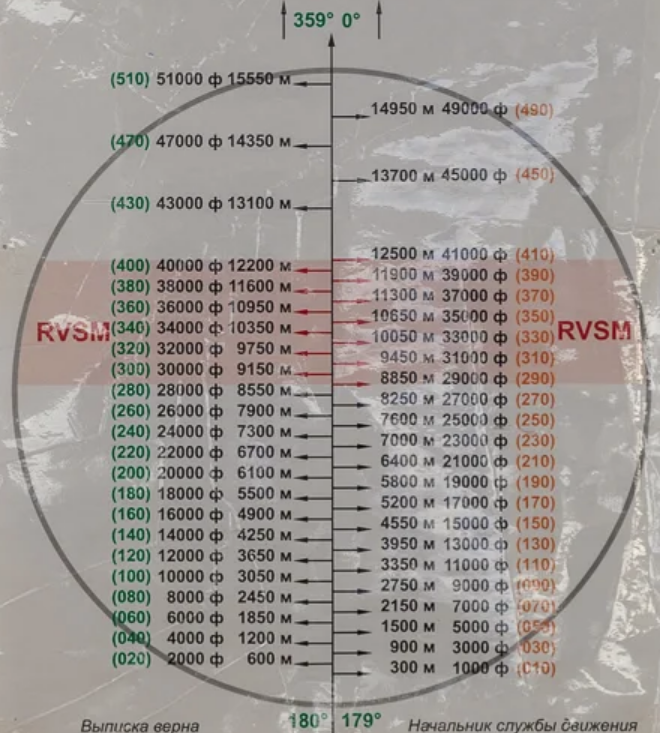 359° 0°
(510) 51000 ф 15550 м
14950 м 49000 ф (490)
(470) 47000 ф 14350 м
13700 м 45000 ф (450)
(430) 43000 ф 13100 м
12500 м 41000 ф (410)
(400) 40000 ф 12200 м
11900 м 39000 ф (390)
(380) 38000 ф 11600 м
11300 м 37000 ф (370)
(360) 36000 ф 10950 м
10650 м 35000 ф (350)
RVSM (340) 34000 ф 10350 м
10050 м 33000 ф (330) RVSM
(320) 32000 ф 9750 м
9450 м 31000 ф (310)
(300) 30000 ф 9150 м
8850 м 29000 ф (290)
(280) 28000 ф 8550 м
8250 м 27000 ф (270)
(260) 26000 ф 7900 м
7600 м 25000 ф (250)
(240) 24000 ф 7300 м
7000 м 23000 ф (230)
(220) 22000 ф 6700 м
6400 м 21000 ф (210)
(200) 20000 ф 6100 м
5800 м 19000 ф (190)
(180) 18000 ф 5500 м
5200 м 17000 ф (170)
(160) 16000 ф 4900 м
4550 м 15000 ф (150)
(140) 14000 ф 4250 м
3950 м 13000 ф (130)
(120) 12000 ф 3650 м
3350 м 11000 ф (110)
(100) 10000 ф 3050 м
2750 м 9000 ф (090)
(080) 8000 ф 2450 м
2150 м 7000 ф (070)
(060) 6000 ф 1850 м
1500 м 5000 ф (050)
(040) 4000 ф 1200 м
900 м 3000 ф (030)
(020) 2000 ф 600 м
300 м 1000 ф (010)
180° 179°
Выписка верна Начальник службы движения